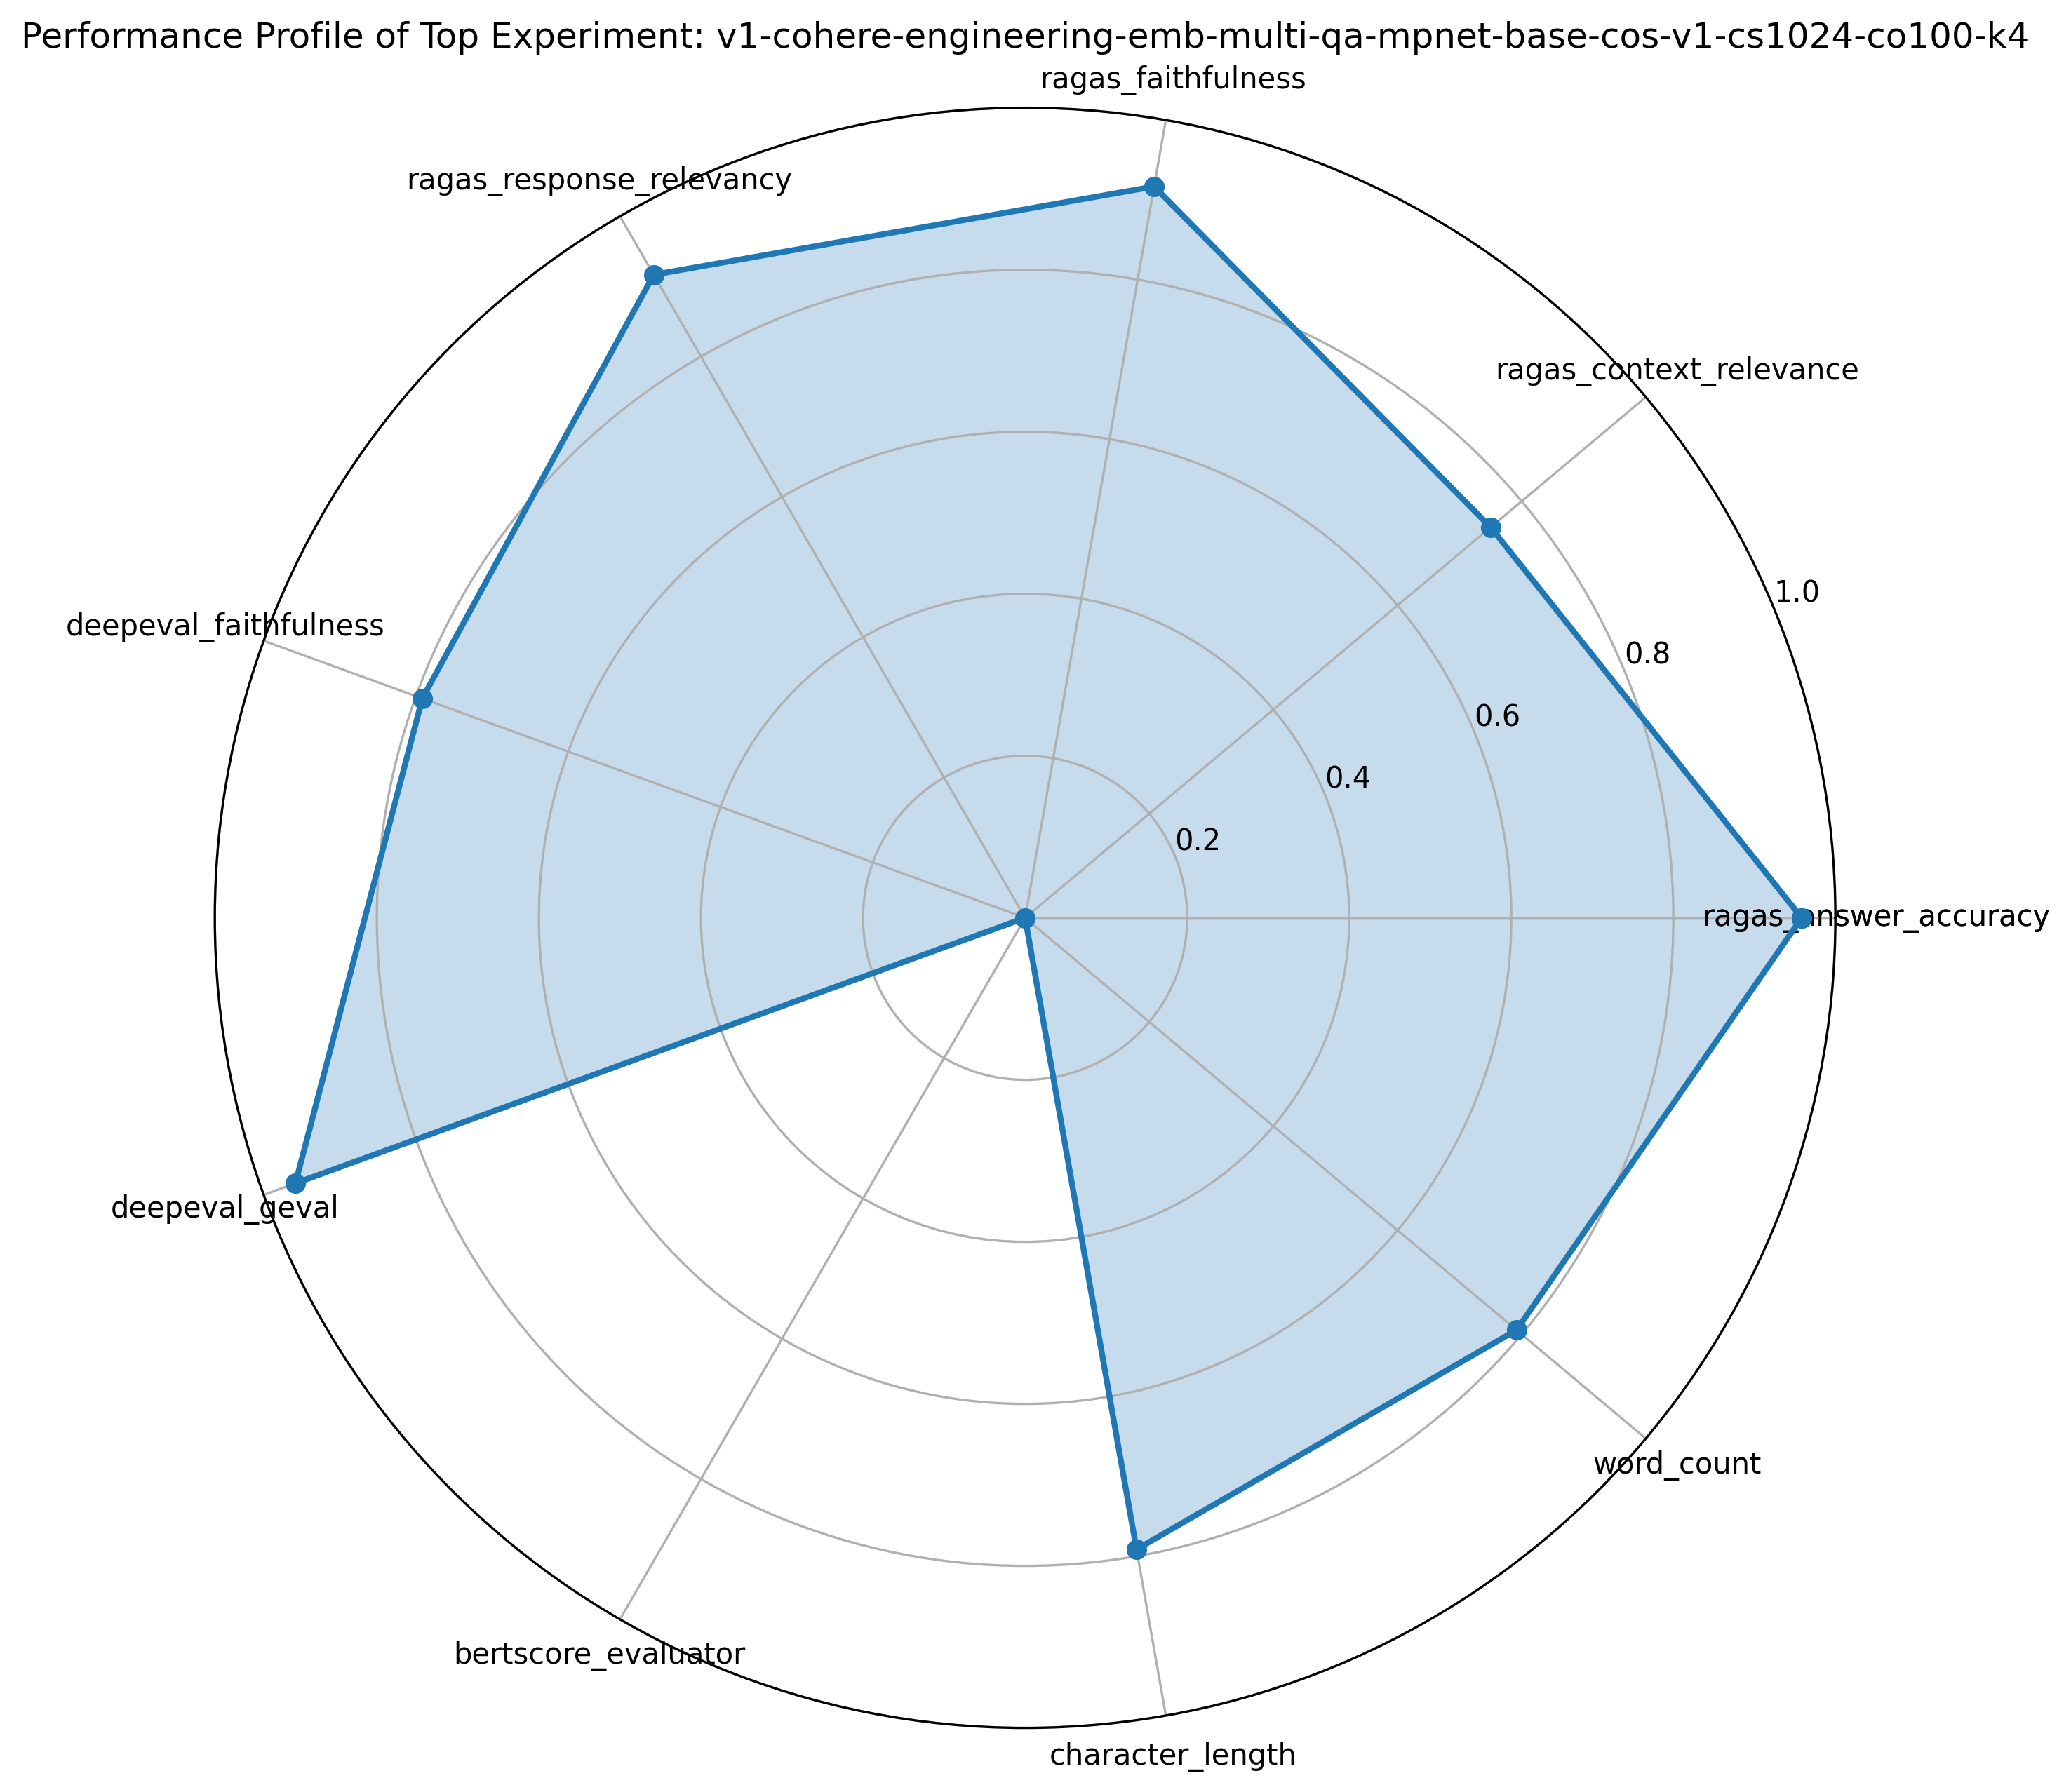 Performance Profile of Top Experiment: v1-cohere-engineering-emb-multi-qa-mpnet-base-cos-v1-cs1024-co100-k4
ragas_faithfulness
ragas_response_relevancy
ragas_context_relevance
1.0
deepeval_faithfulness
0.8
0.6
0.4
0.2
ragas_answer_accuracy
deepeval_geval
word_count
bertscore_evaluator
character_length